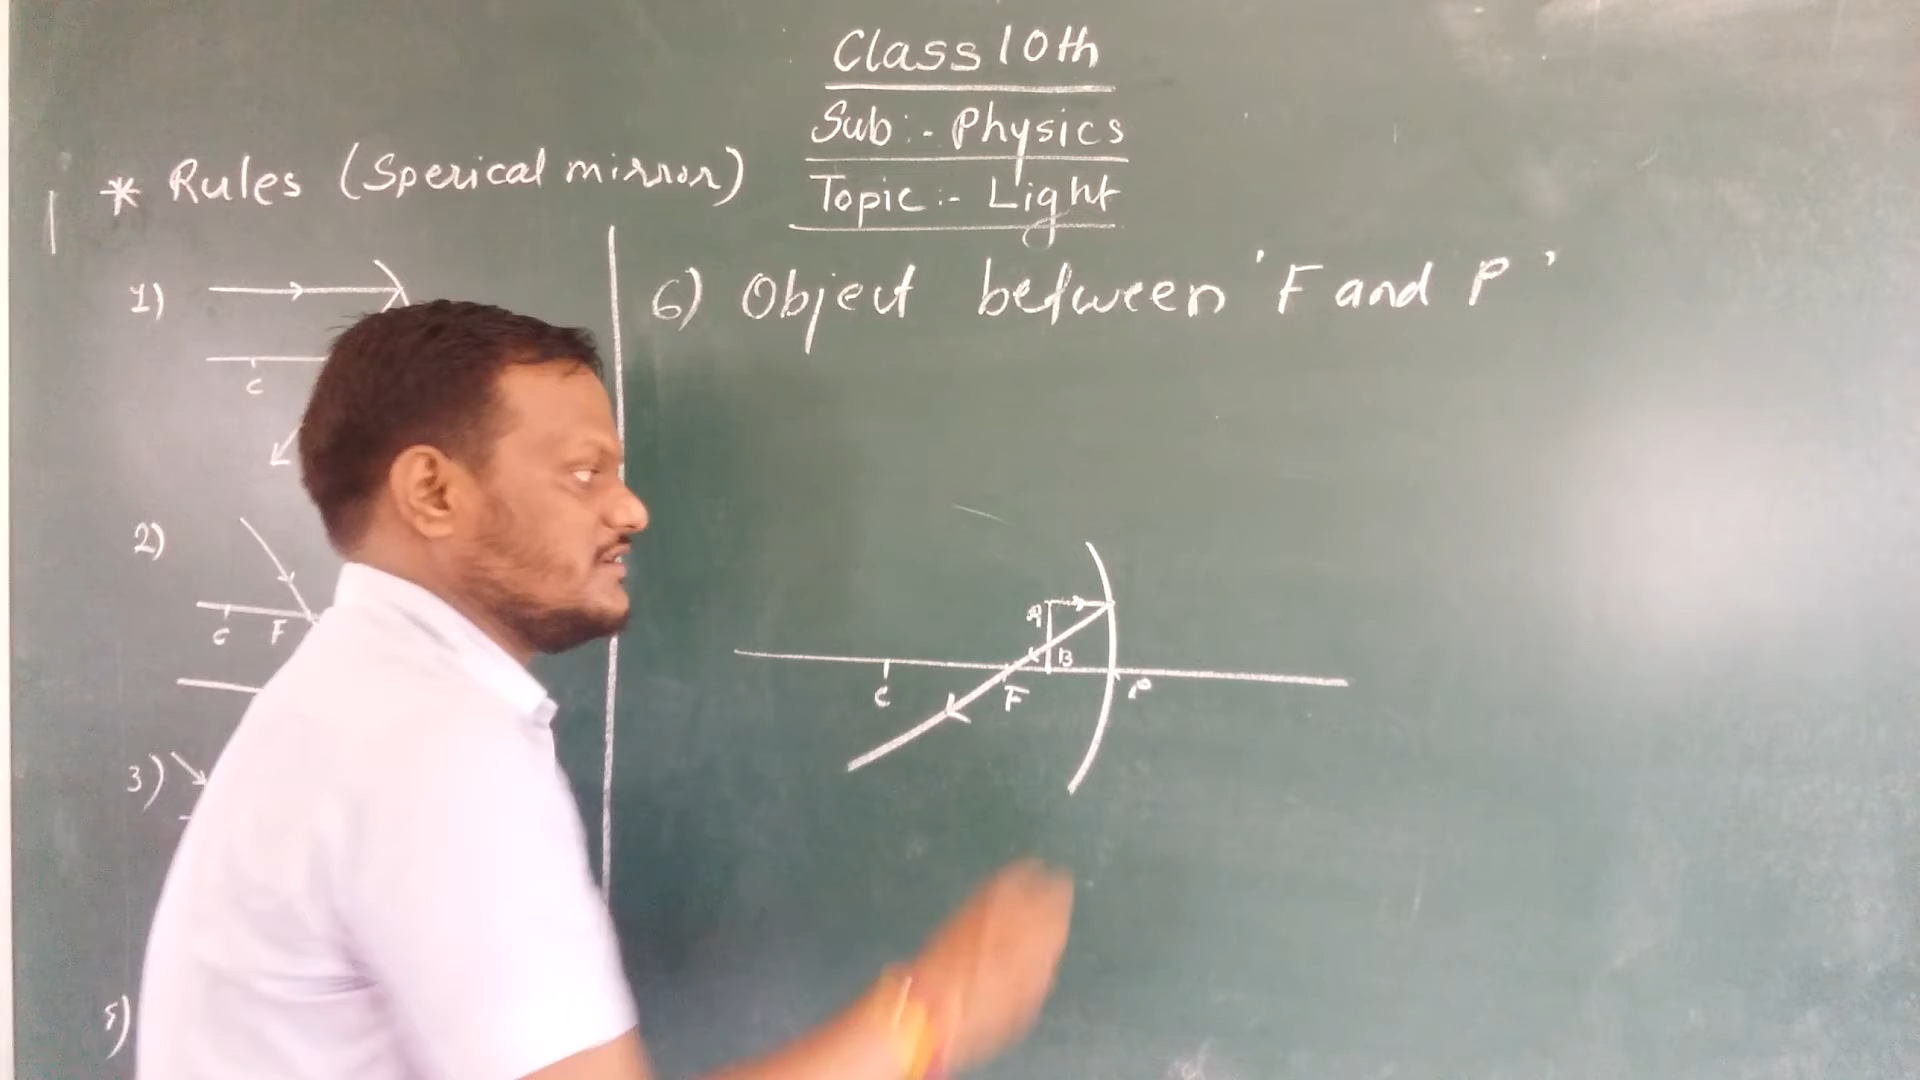 Class 10th
Sub:- Physics
Topic:- Light
* Rules (Sperical mirror)
1)
C
2)
C F
3)
5)
6) Object between 'F and P'
A
B
C F P